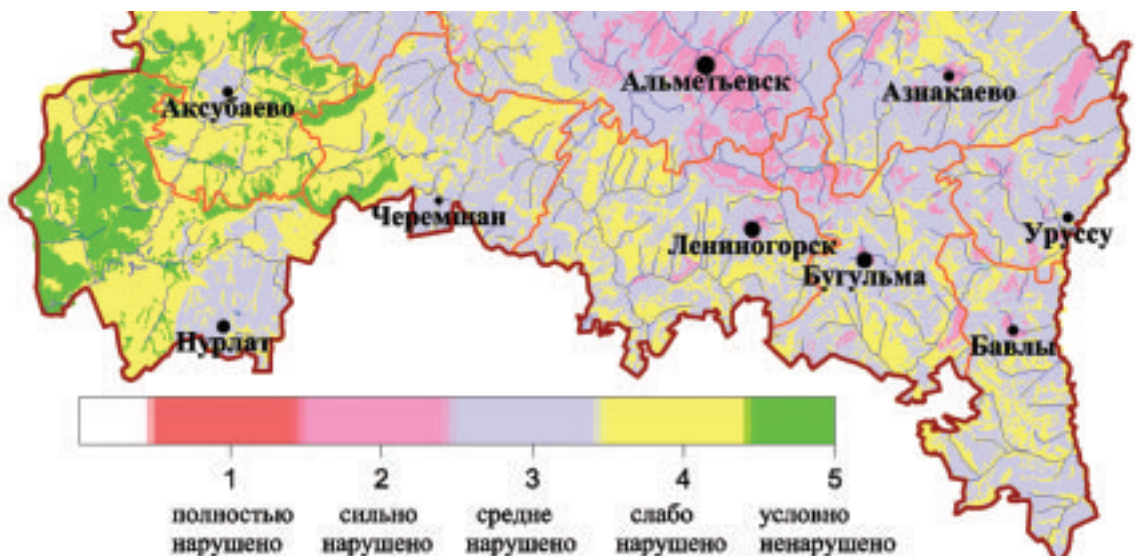 Альметьевск
Азнакаево
Аксубаево
Черемшан
Лениногорск
Уруссу
Бугульма
Нурлат
Бавлы
1 2 3 4 5
полностью сильно средне слабо условно
нарушено нарушено нарушено нарушено ненарушено